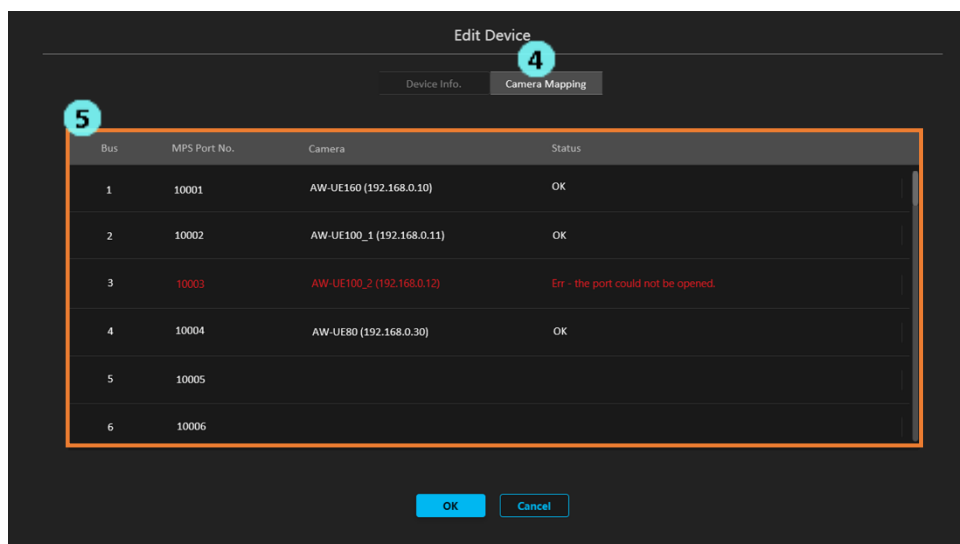 Edit Device
4
Device Info. Camera Mapping
5
Bus MPS Port No. Camera Status
1 10001 AW-UE160 (192.168.0.10) OK
2 10002 AW-UE100_1 (192.168.0.11) OK
3 10003 AW-UE100_2 (192.168.0.12) Err - the port could not be opened.
4 10004 AW-UE80 (192.168.0.30) OK
5 10005
6 10006
OK Cancel